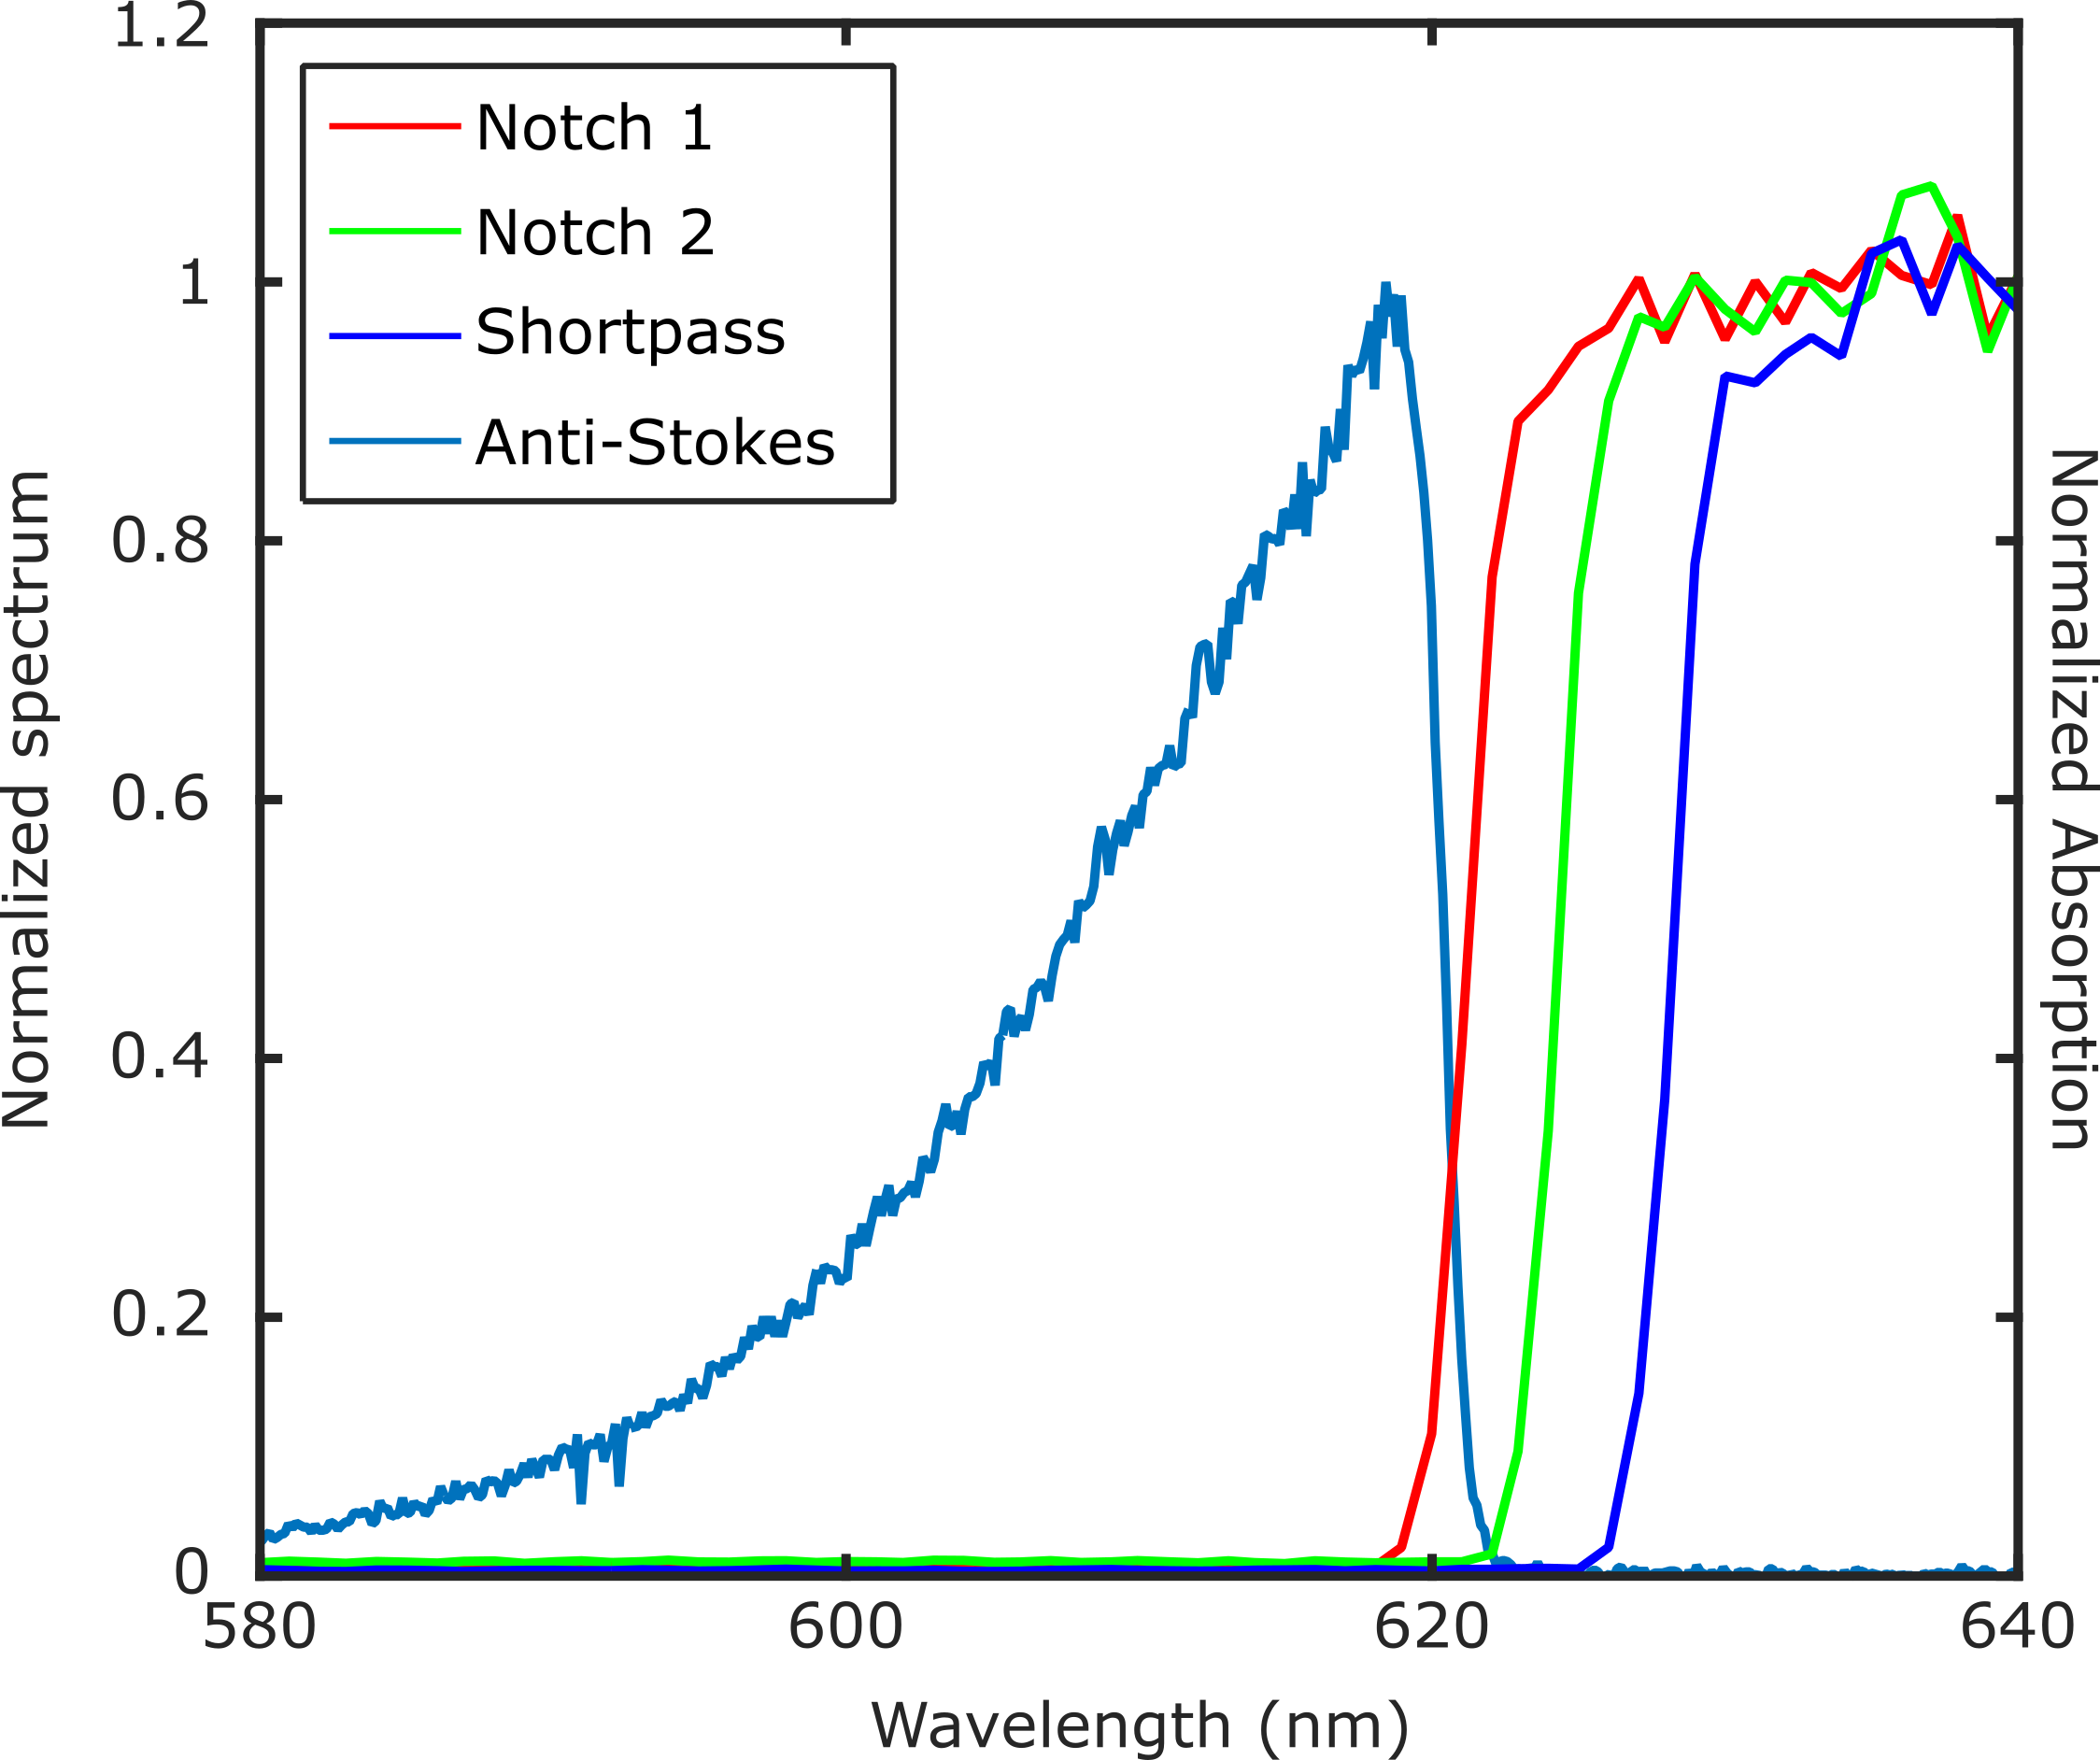 1.2
1
0.8
0.6
0.4
0.2
0
Normalized spectrum
Notch 1
Notch 2
Shortpass
Anti-Stokes
Normalized Absorption
580
600
620
640
Wavelength (nm)